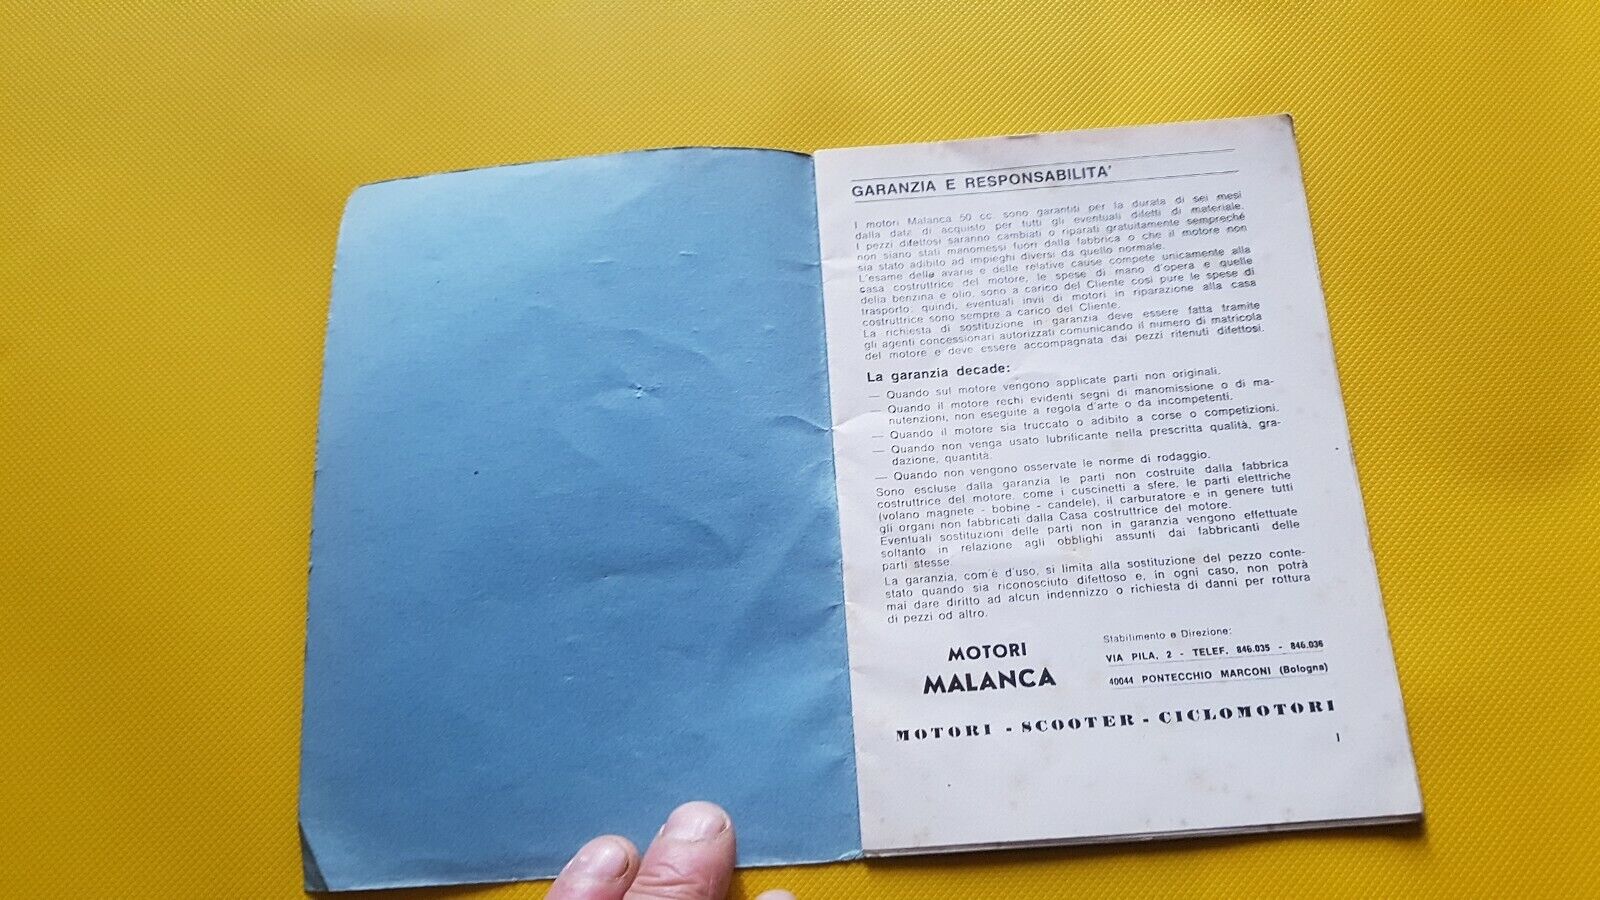 GARANZIA E RESPONSABILITA'
I motori Malanca 50 cc. sono garantiti per la durata di sei mesi
dalla data di acquisto per tutti gli eventuali difetti di materiale.
I pezzi difettosi saranno cambiati o riparati gratuitamente sempreché
non siano stati manomessi fuori dalla fabbrica o che il motore non
sia stato adibito ad impieghi diversi da quello normale.
L'esame delle avarie e delle relative cause compete unicamente alla
casa costruttrice del motore, le spese di mano d'opera e quelle
della benzina e olio, sono a carico del Cliente così pure le spese di
trasporto; quindi, eventuali invii di motori in riparazione alla casa
costruttrice sono sempre a carico del Cliente.
La richiesta di sostituzione in garanzia deve essere fatta tramite
gli agenti concessionari autorizzati comunicando il numero di matricola
del motore e deve essere accompagnata dai pezzi ritenuti difettosi.
La garanzia decade:
— Quando sul motore vengono applicate parti non originali.
— Quando il motore rechi evidenti segni di manomissione o di ma-
nutenzioni, non eseguite a regola d'arte o da incompetenti.
— Quando il motore sia truccato o adibito a corse o competizioni.
— Quando non venga usato lubrificante nella prescritta qualità, gra-
dazione, quantità.
— Quando non vengono osservate le norme di rodaggio.
Sono escluse dalla garanzia le parti non costruite dalla fabbrica
costruttrice del motore, come i cuscinetti a sfere, le parti elettriche
(volano magnete - bobine - candele), il carburatore e in genere tutti
gli organi non fabbricati dalla Casa costruttrice del motore.
Eventuali sostituzioni delle parti non in garanzia vengono effettuate
soltanto in relazione agli obblighi assunti dai fabbricanti delle
parti stesse.
La garanzia, com'è d'uso, si limita alla sostituzione del pezzo conte-
stato quando sia riconosciuto difettoso e, in ogni caso, non potrà
mai dare diritto ad alcun indennizzo o richiesta di danni per rottura
di pezzi od altro.
MOTORI
MALANCA
Stabilimento e Direzione:
VIA PILA, 2 - TELEF. 846.035 - 846.036
40044 PONTECCHIO MARCONI (Bologna)
MOTORI - SCOOTER - CICLOMOTORI
1